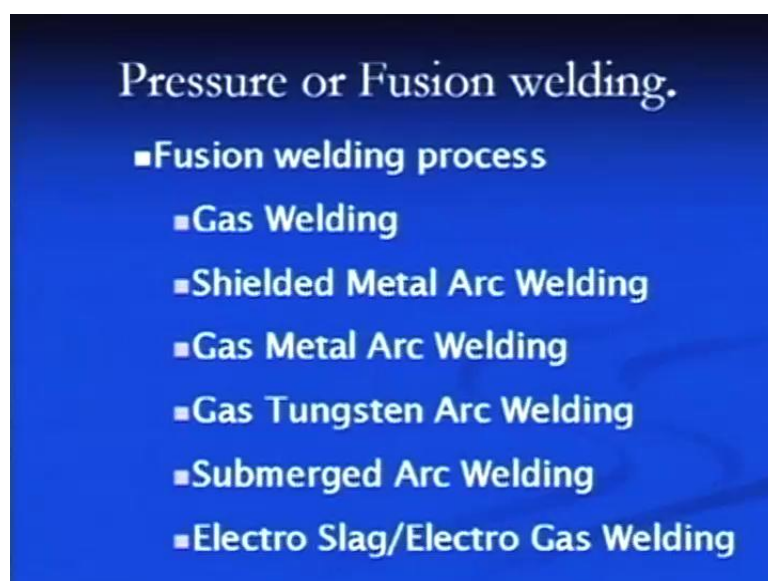 Pressure or Fusion welding.
Fusion welding process
Gas Welding
Shielded Metal Arc Welding
Gas Metal Arc Welding
Gas Tungsten Arc Welding
Submerged Arc Welding
Electro Slag/Electro Gas Welding